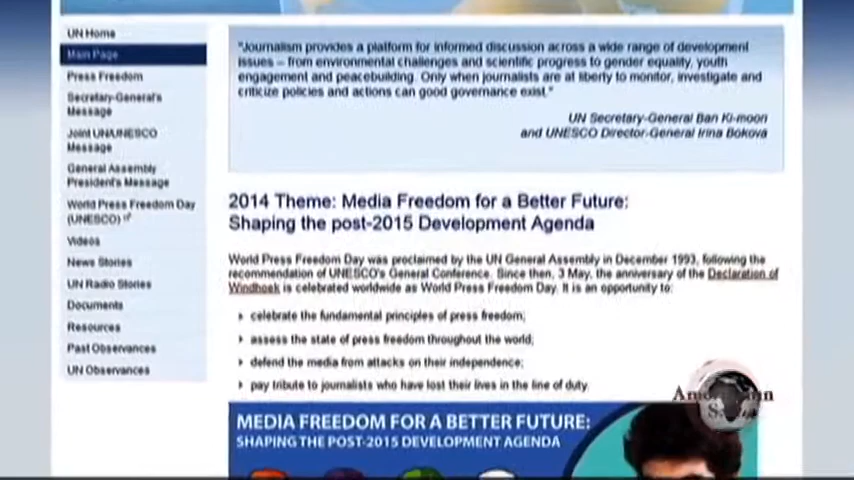 UN Home
Main Page
Press Freedom
Secretary-General's
Message
Joint UN/UNESCO
Message
General Assembly
President's Message
World Press Freedom Day
(UNESCO)
Videos
News Stories
UN Radio Stories
Documents
Resources
Past Observances
UN Observances
"Journalism provides a platform for informed discussion across a wide range of development
issues – from environmental challenges and scientific progress to gender equality, youth
engagement and peacebuilding. Only when journalists are at liberty to monitor, investigate and
criticize policies and actions can good governance exist."
UN Secretary-General Ban Ki-moon
and UNESCO Director-General Irina Bokova
2014 Theme: Media Freedom for a Better Future:
Shaping the post-2015 Development Agenda
World Press Freedom Day was proclaimed by the UN General Assembly in December 1993, following the
recommendation of UNESCO's General Conference. Since then, 3 May, the anniversary of the Declaration of
Windhoek is celebrated worldwide as World Press Freedom Day. It is an opportunity to:
celebrate the fundamental principles of press freedom;
assess the state of press freedom throughout the world;
defend the media from attacks on their independence;
pay tribute to journalists who have lost their lives in the line of duty.
MEDIA FREEDOM FOR A BETTER FUTURE:
SHAPING THE POST-2015 DEVELOPMENT AGENDA